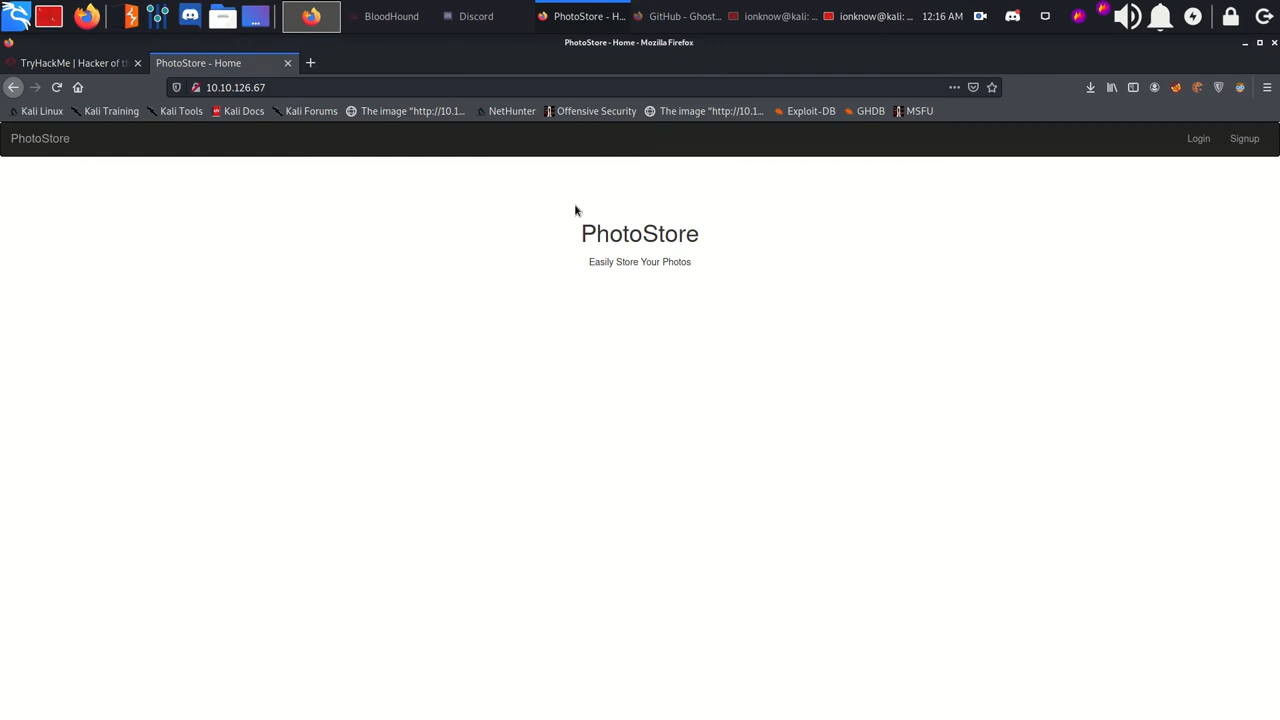 BloodHound
Discord
PhotoStore - H...
GitHub - Ghost...
ionknow@kali: ...
ionknow@kali: ...
12:16 AM
PhotoStore - Home - Mozilla Firefox
TryHackMe | Hacker of th
PhotoStore - Home
10.10.126.67
Kali Linux
Kali Training
Kali Tools
Kali Docs
Kali Forums
The image "http://10.1...
NetHunter
Offensive Security
The image "http://10.1...
Exploit-DB
GHDB
MSFU
PhotoStore
Login
Signup
PhotoStore
Easily Store Your Photos